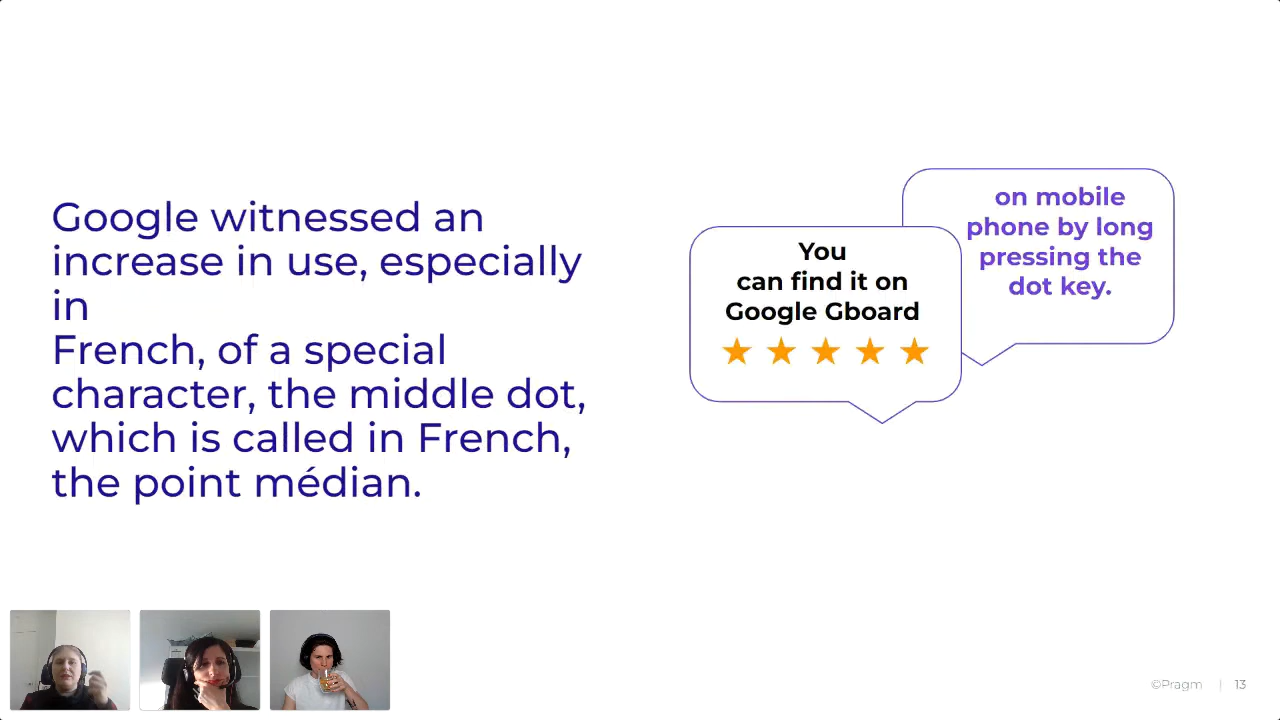 Google witnessed an
increase in use, especially
in
French, of a special
character, the middle dot,
which is called in French,
the point médian.
You
can find it on
Google Gboard
on mobile
phone by long
pressing the
dot key.
©Pragm | 13